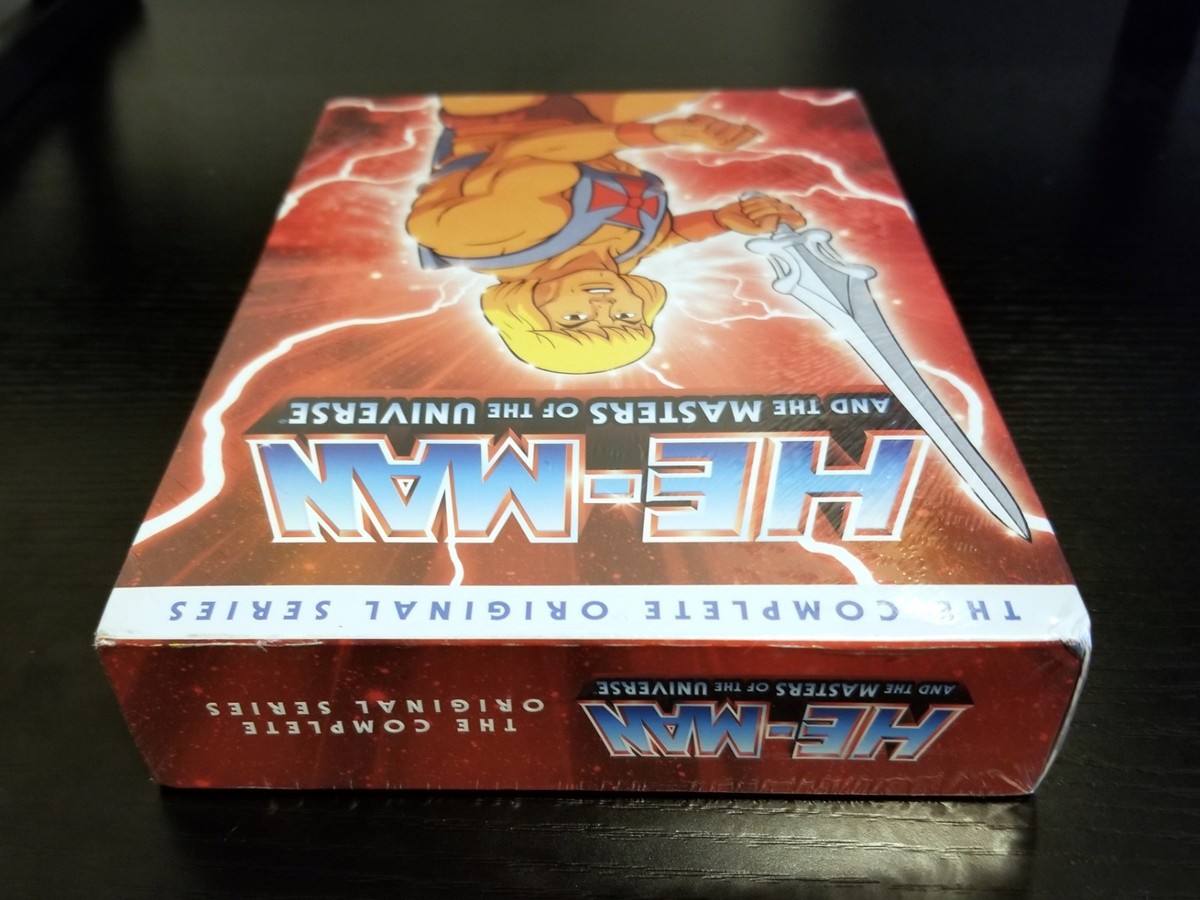 THE COMPLETE ORIGINAL SERIES
HE-MAN
AND THE MASTERS OF THE UNIVERSE
HE-MAN
AND THE MASTERS OF THE UNIVERSE
THE COMPLETE
ORIGINAL SERIES